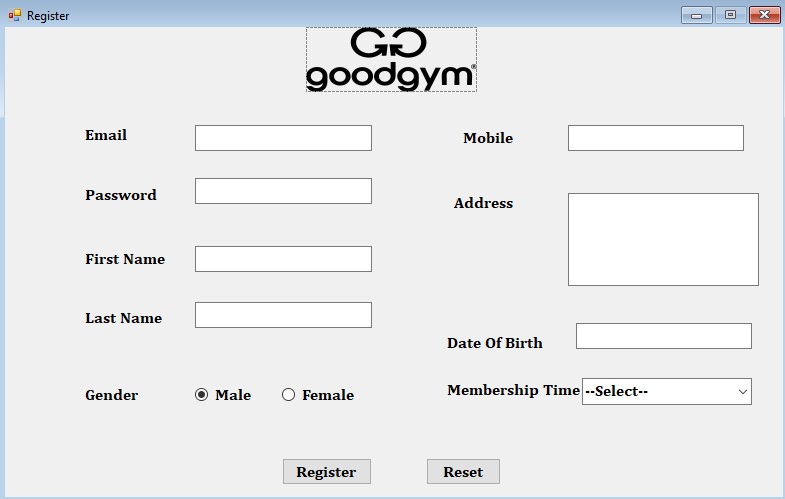 Register
goodgym®
Email
Mobile
Password
Address
First Name
Last Name
Date Of Birth
Gender
Male
Female
Membership Time
--Select--
Register
Reset